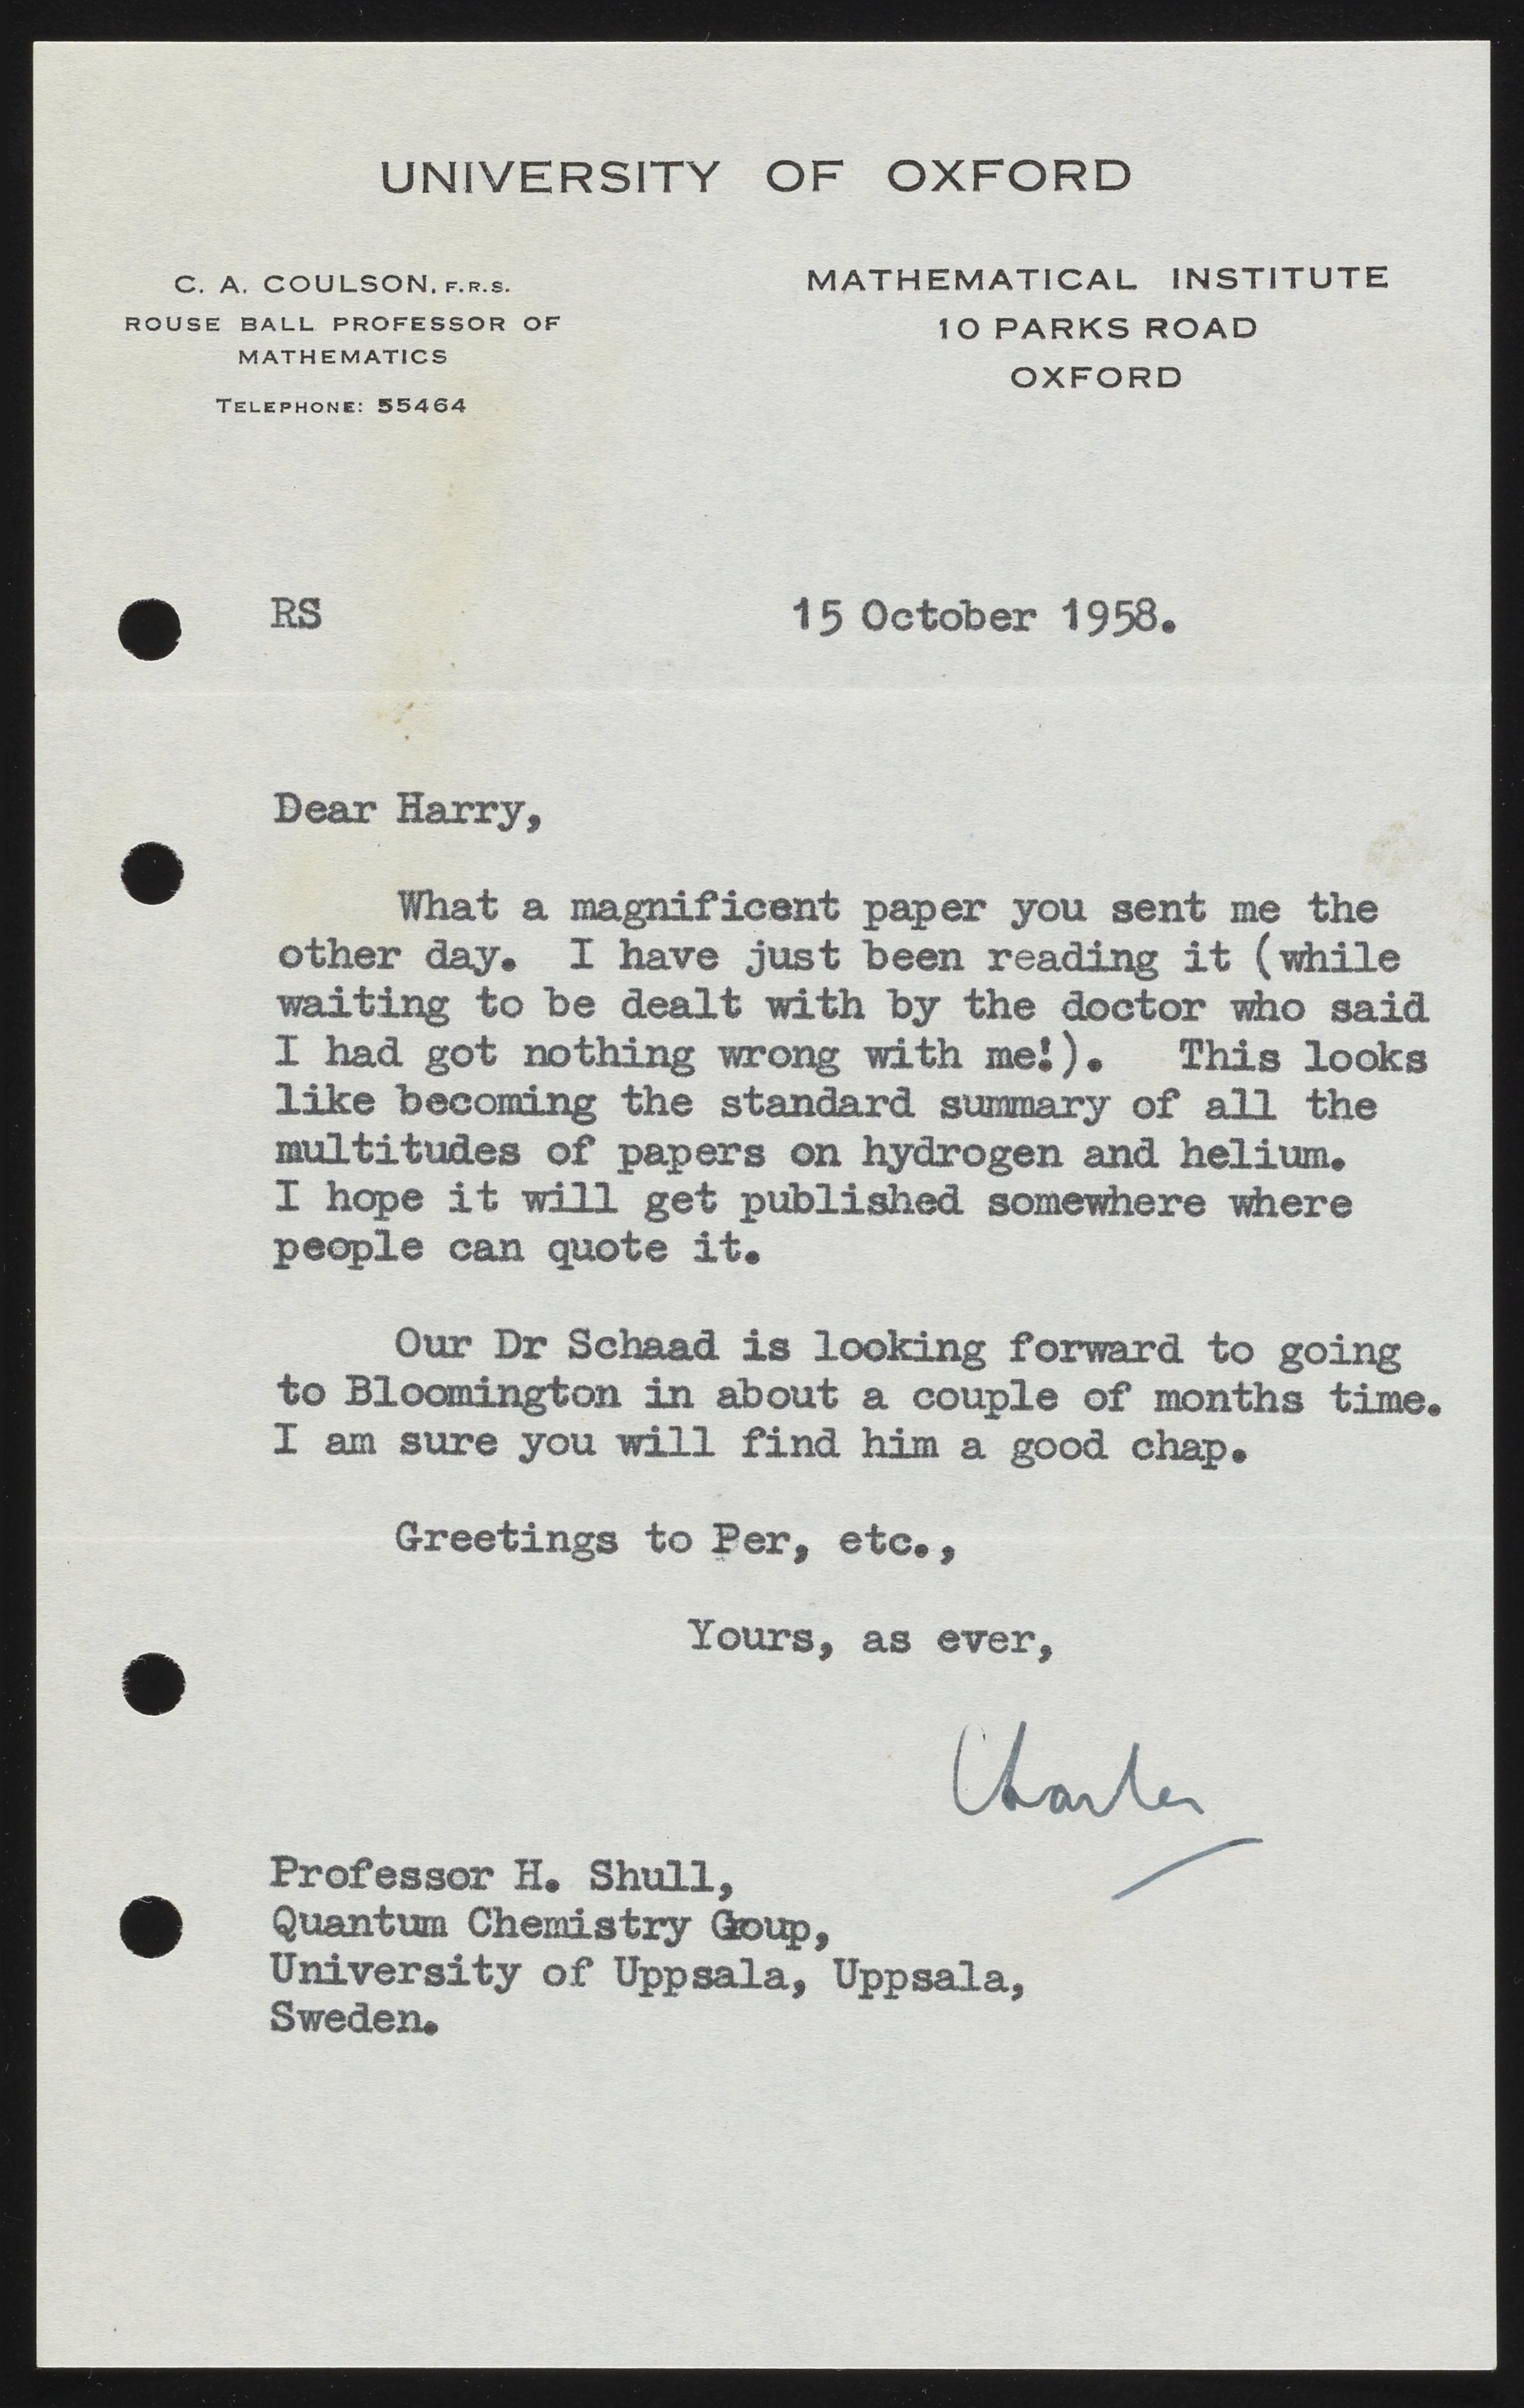 UNIVERSITY OF OXFORD
C. A. COULSON, F.R.S.
ROUSE BALL PROFESSOR OF
MATHEMATICS
TELEPHONE: 55464
MATHEMATICAL INSTITUTE
10 PARKS ROAD
OXFORD
RS 15 October 1958.
Dear Harry,
What a magnificent paper you sent me the
other day. I have just been reading it (while
waiting to be dealt with by the doctor who said
I had got nothing wrong with me!). This looks
like becoming the standard summary of all the
multitudes of papers on hydrogen and helium.
I hope it will get published somewhere where
people can quote it.
Our Dr Schaad is looking forward to going
to Bloomington in about a couple of months time.
I am sure you will find him a good chap.
Greetings to Per, etc.,
Yours, as ever,
Charles
Professor H. Shull,
Quantum Chemistry Group,
University of Uppsala, Uppsala,
Sweden.